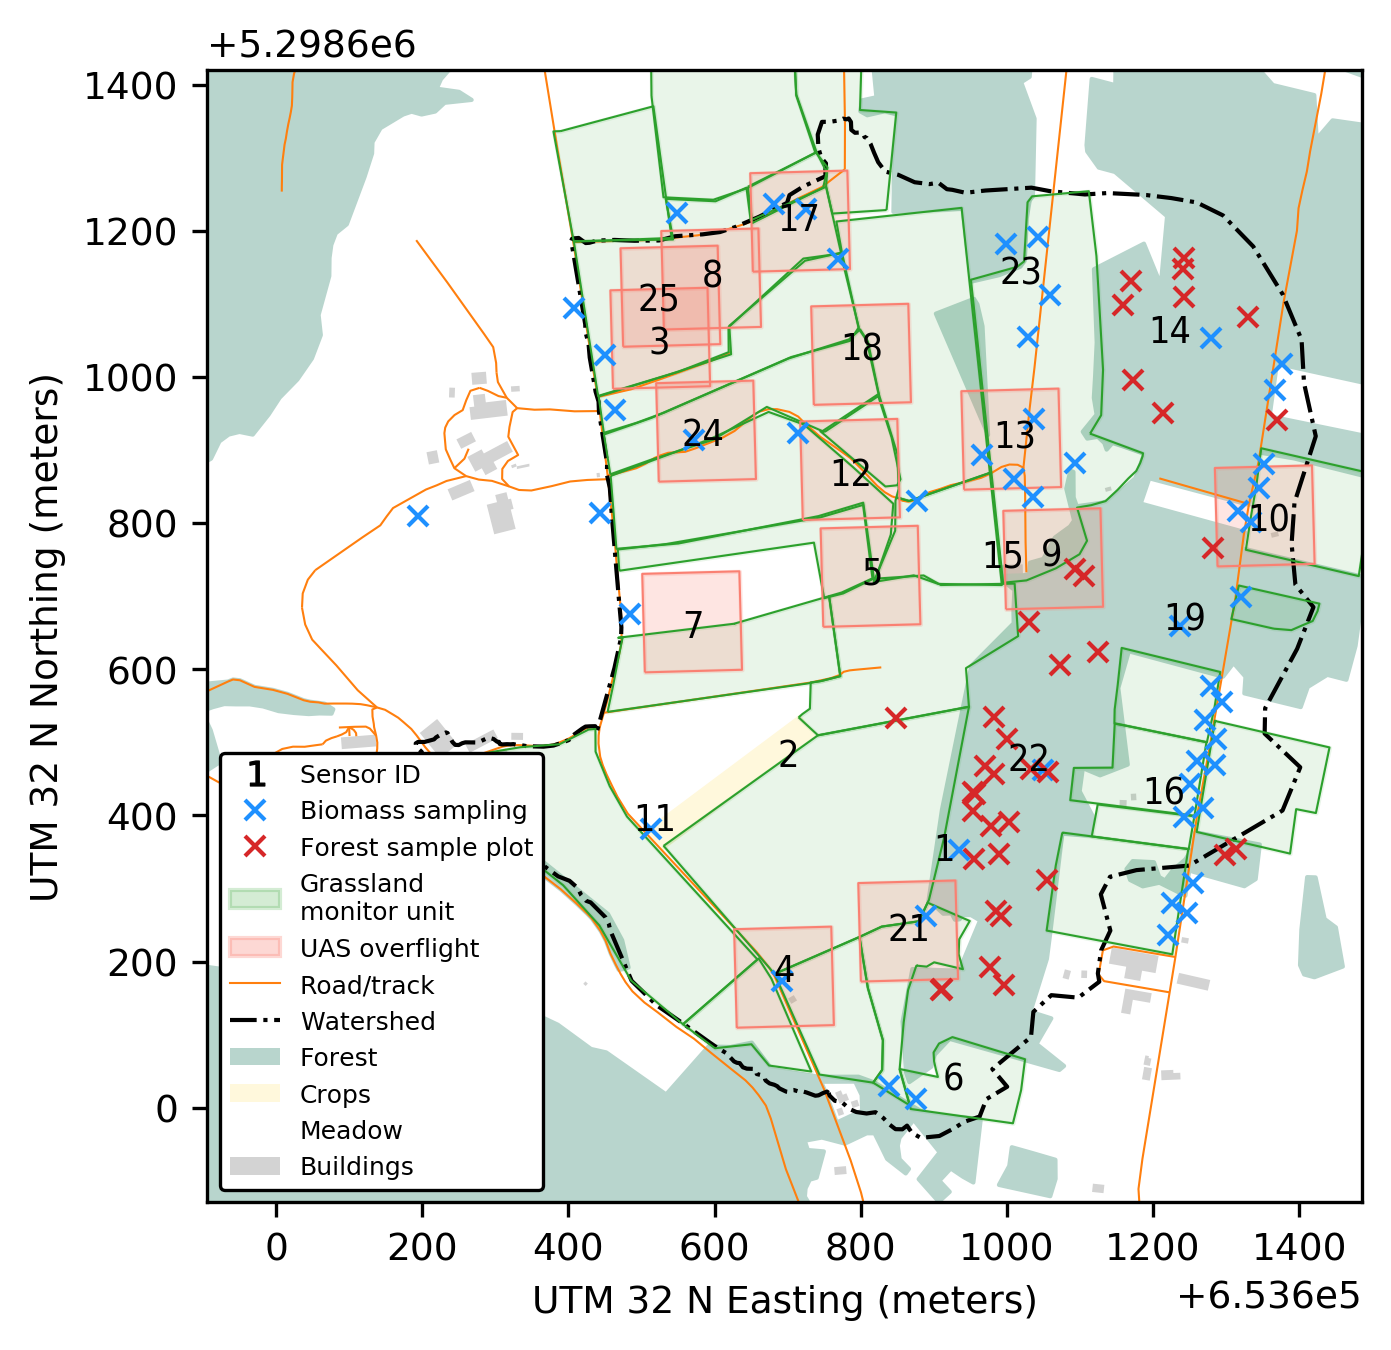 +5.2986e6
1400
1200
1000
800
600
400
200
0
UTM 32 N Northing (meters)
17
8
23
25
14
3
18
24
13
12
10
15
9
5
7
19
2
22
16
11
1
21
4
6
1 Sensor ID
Biomass sampling
Forest sample plot
Grassland
monitor unit
UAS overflight
Road/track
Watershed
Forest
Crops
Meadow
Buildings
0 200 400 600 800 1000 1200 1400
UTM 32 N Easting (meters)
+6.536e5